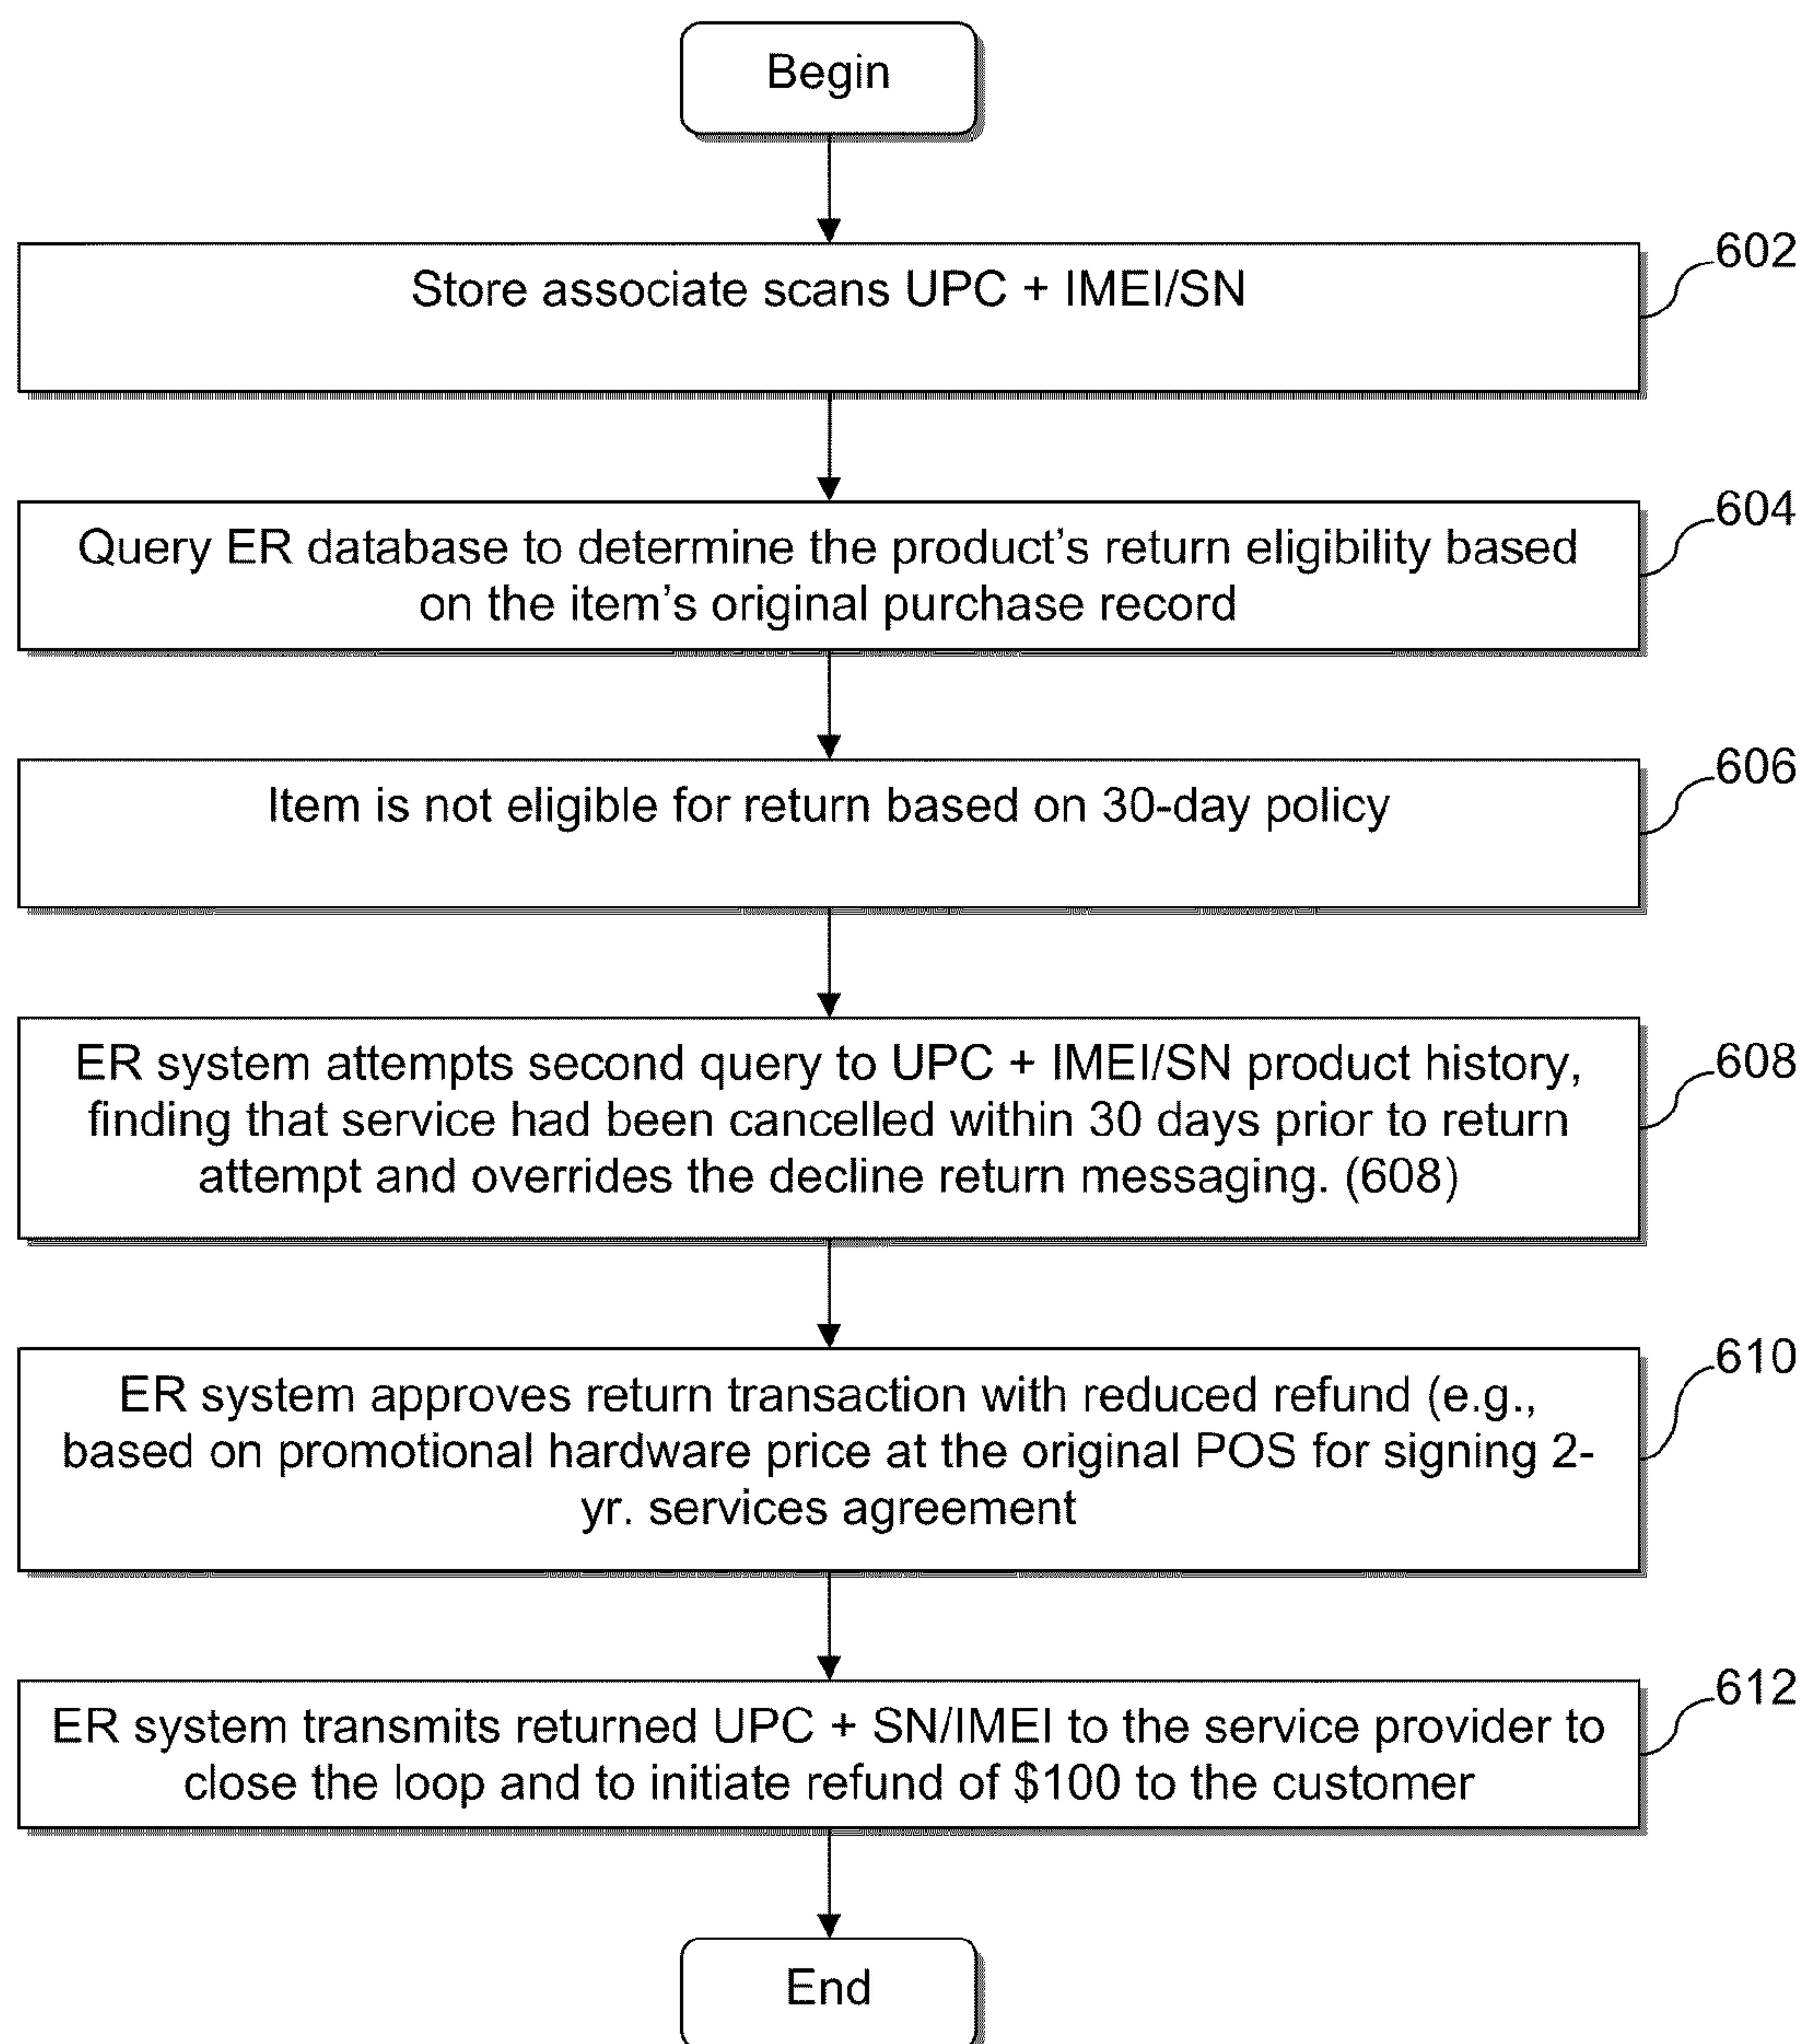 Begin
Store associate scans UPC + IMEI/SN
602
Query ER database to determine the product's return eligibility based
on the item's original purchase record
604
Item is not eligible for return based on 30-day policy
606
ER system attempts second query to UPC + IMEI/SN product history,
finding that service had been cancelled within 30 days prior to return
attempt and overrides the decline return messaging. (608)
608
ER system approves return transaction with reduced refund (e.g.,
based on promotional hardware price at the original POS for signing 2-
yr. services agreement
610
ER system transmits returned UPC + SN/IMEI to the service provider to
close the loop and to initiate refund of $100 to the customer
612
End